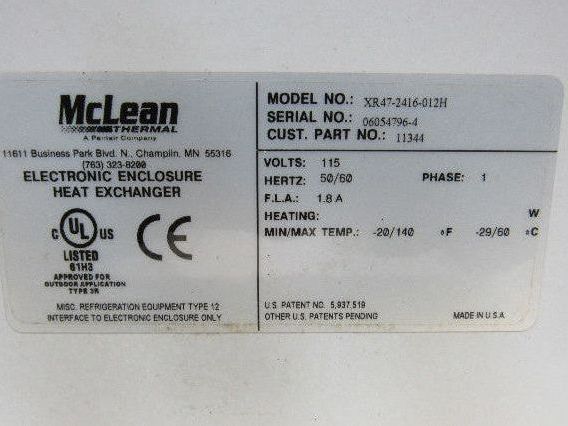 McLean
THERMAL
A Pentair Company
11611 Business Park Blvd. N., Champlin, MN 55316
(763) 323-8200
ELECTRONIC ENCLOSURE
HEAT EXCHANGER
C UL US
LISTED
61H3
APPROVED FOR
OUTDOOR APPLICATION
TYPE 3R
CE
MISC. REFRIGERATION EQUIPMENT TYPE 12
INTERFACE TO ELECTRONIC ENCLOSURE ONLY
MODEL NO.: XR47-2416-012H
SERIAL NO.: 06054796-4
CUST. PART NO.: 11344
VOLTS: 115
HERTZ: 50/60 PHASE: 1
F.L.A.: 1.8 A
HEATING: W
MIN/MAX TEMP.: -20/140 °F -29/60 °C
U.S. PATENT NO. 5,937,519
OTHER U.S. PATENTS PENDING MADE IN U.S.A